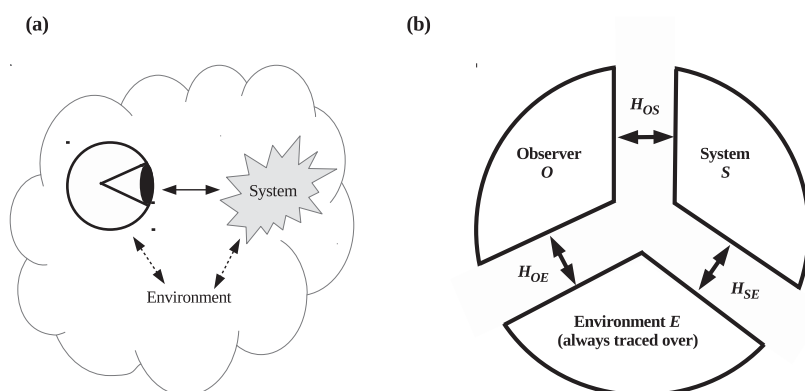 (a)
System
Environment
(b)
H_OS
Observer
O
System
S
H_OE
H_SE
Environment E
(always traced over)